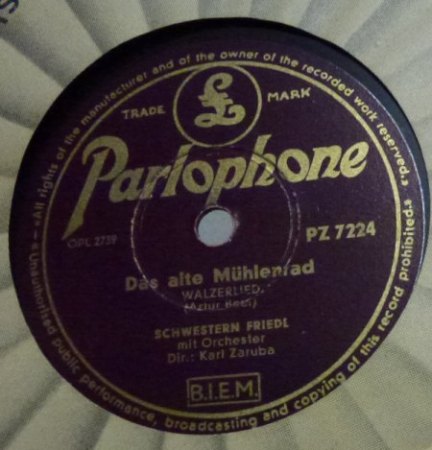 «All rights of the manufacturer and of the owner of the recorded work reserved.»
TRADE MARK
£
Parlophone
OPL 2739
PZ 7224
Das alte Mühlenrad
WALZERLIED
(Artur Beul)
SCHWESTERN FRIEDL
mit Orchester
Dir.: Karl Zaruba
B.I.E.M.
«Unauthorised public performance, broadcasting and copying of this record prohibited.»